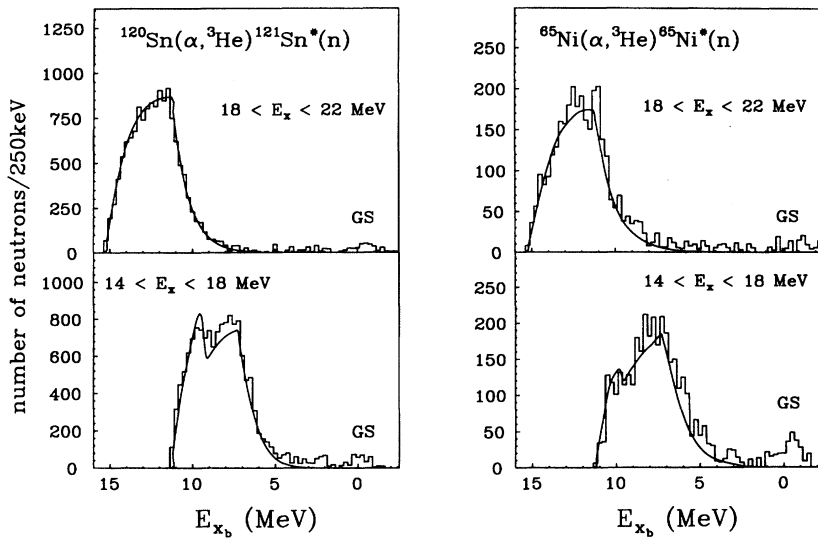 number of neutrons/250keV
¹²⁰Sn(α,³He)¹²¹Sn*(n)
18 < Eₓ < 22 MeV
GS
1250
1000
750
500
250
0
14 < Eₓ < 18 MeV
GS
1000
800
600
400
200
0
15 10 5 0
E_{x_b} (MeV)
⁶⁵Ni(α,³He)⁶⁵Ni*(n)
18 < Eₓ < 22 MeV
GS
250
200
150
100
50
0
14 < Eₓ < 18 MeV
GS
250
200
150
100
50
0
15 10 5 0
E_{x_b} (MeV)